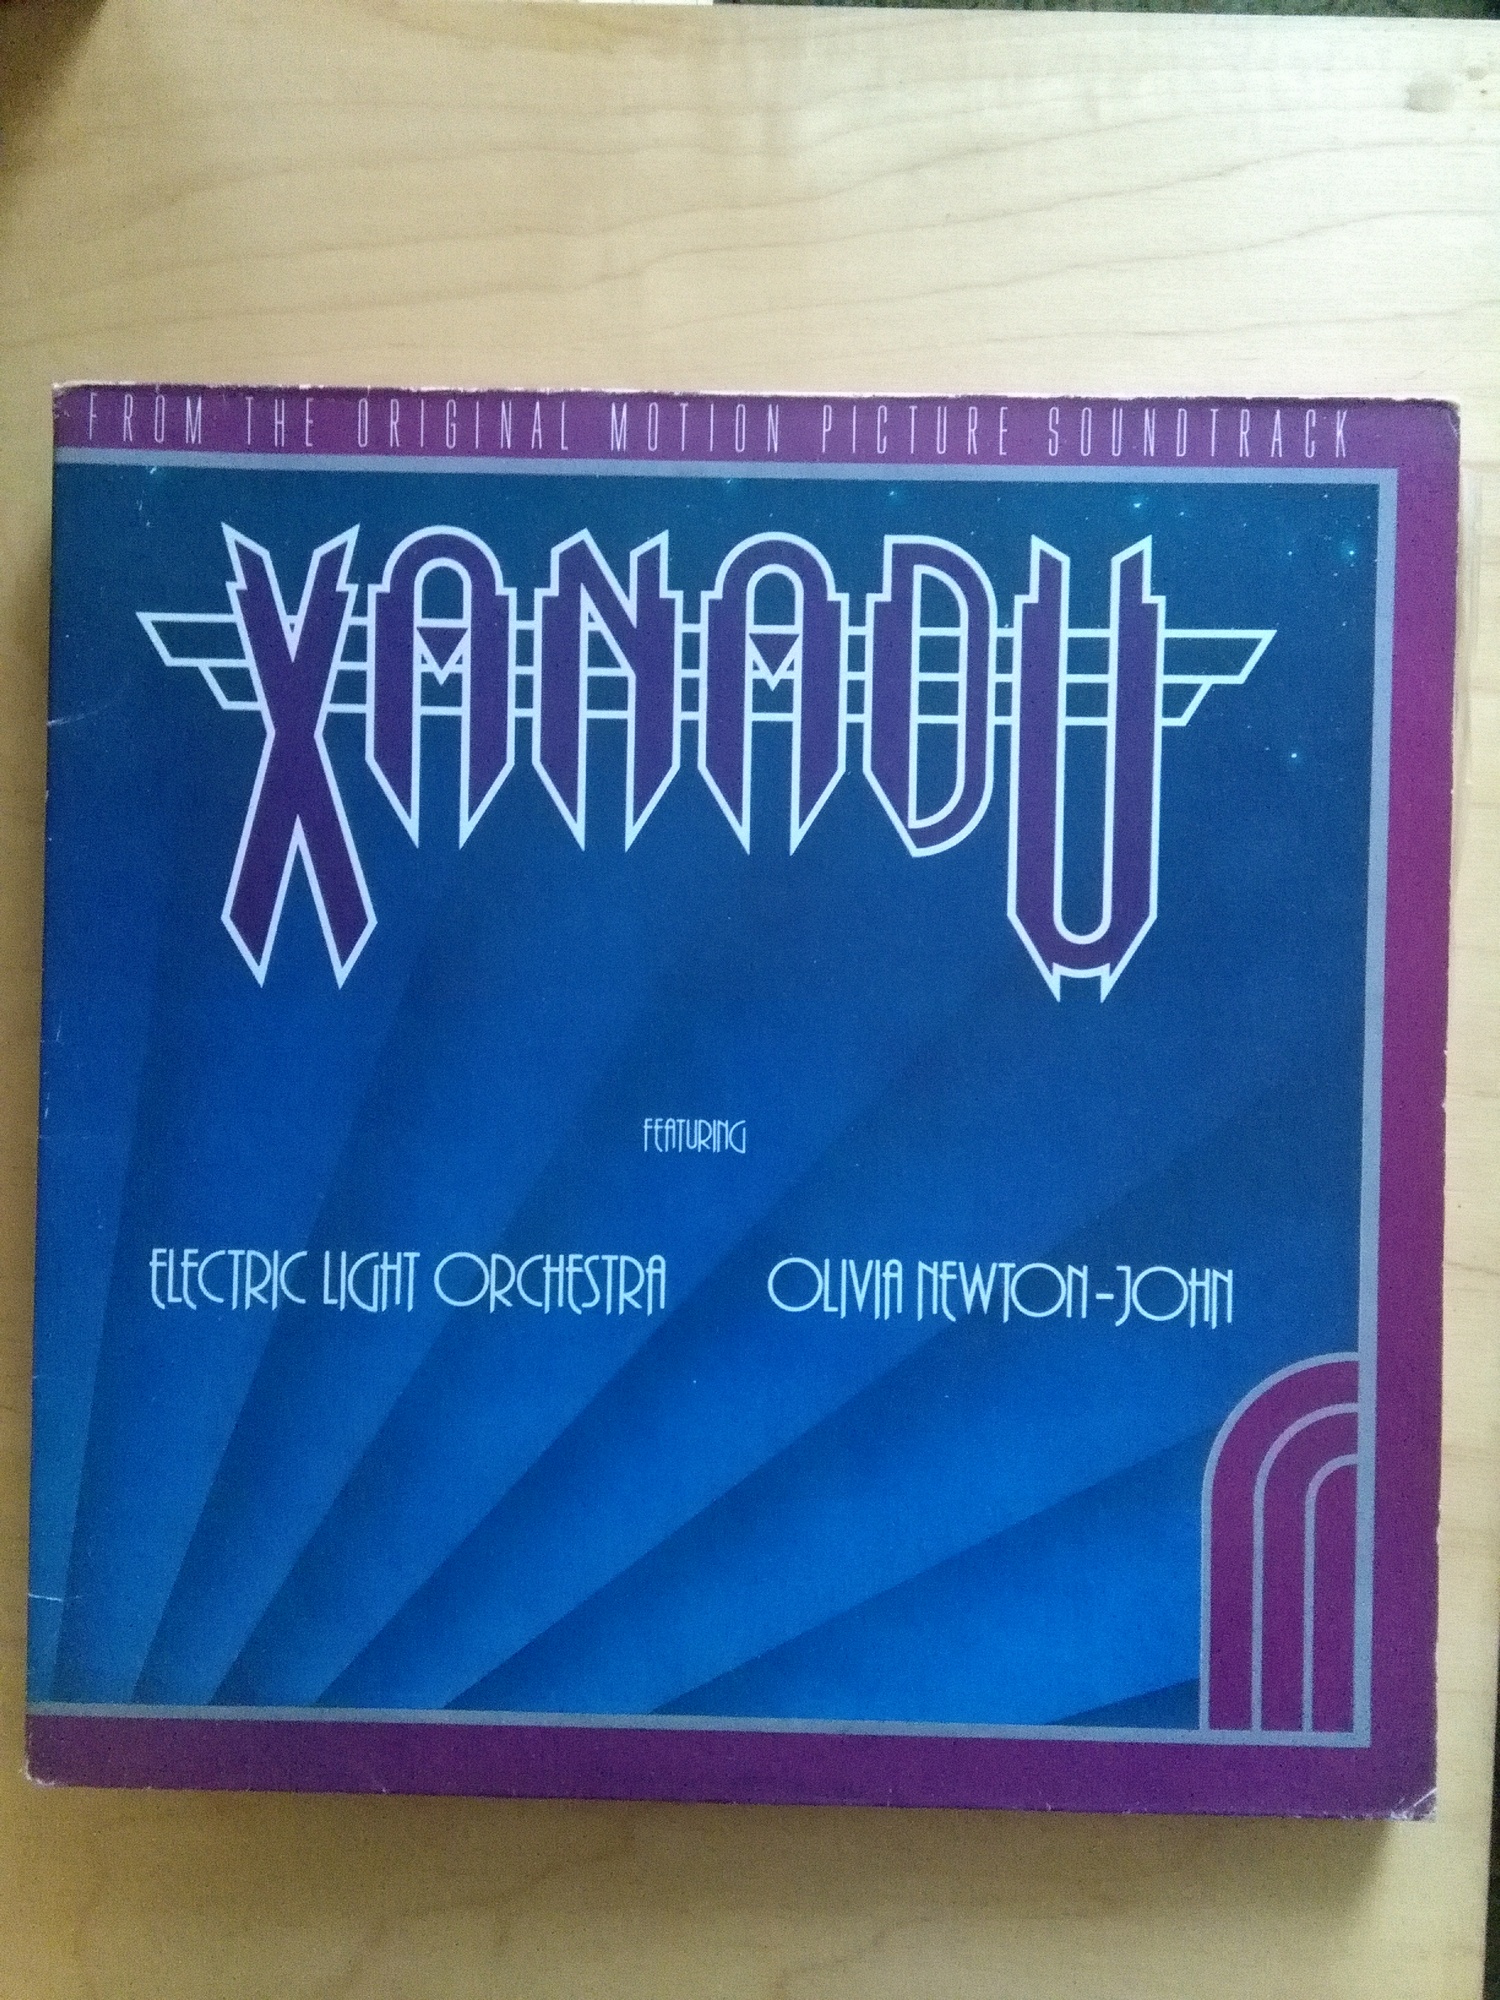 FROM THE ORIGINAL MOTION PICTURE SOUNDTRACK
XANADU
FEATURING
ELECTRIC LIGHT ORCHESTRA OLIVIA NEWTON-JOHN